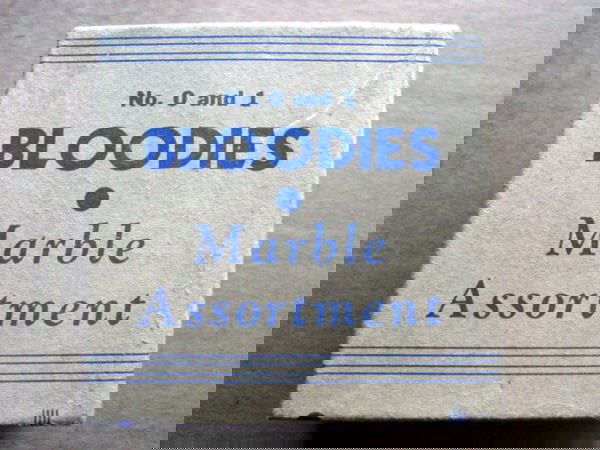 No. 0 and 1
BLOODIES
Marble
Assortment